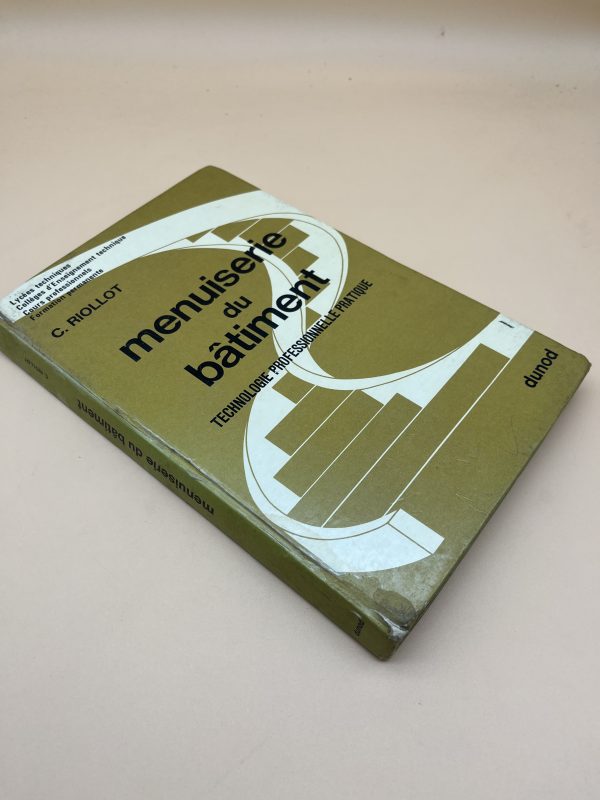 Lycées techniques
Collèges d'Enseignement technique
Cours professionnels
Formation permanente
C. RIOLLOT
menuiserie
du
bâtiment
TECHNOLOGIE PROFESSIONNELLE PRATIQUE
dunod
C. RIOLLOT
menuiserie du bâtiment
dunod